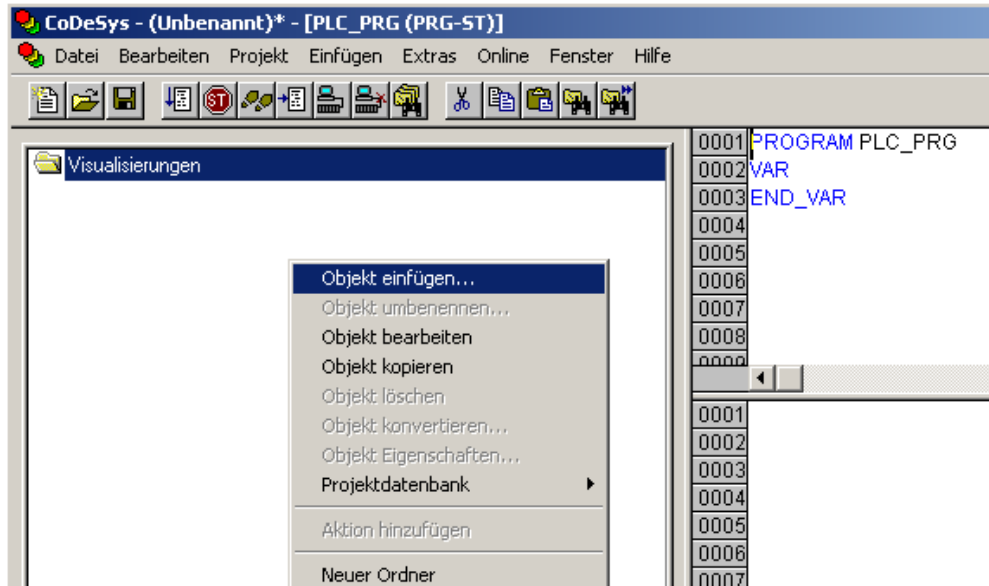 CoDeSys - (Unbenannt)* - [PLC_PRG (PRG-ST)]
Datei Bearbeiten Projekt Einfügen Extras Online Fenster Hilfe
ST
Visualisierungen
Objekt einfügen...
Objekt umbenennen...
Objekt bearbeiten
Objekt kopieren
Objekt löschen
Objekt konvertieren...
Objekt Eigenschaften...
Projektdatenbank
Aktion hinzufügen
Neuer Ordner
0001 PROGRAM PLC_PRG
0002 VAR
0003 END_VAR
0004
0005
0006
0007
0008
0009
0001
0002
0003
0004
0005
0006
0007